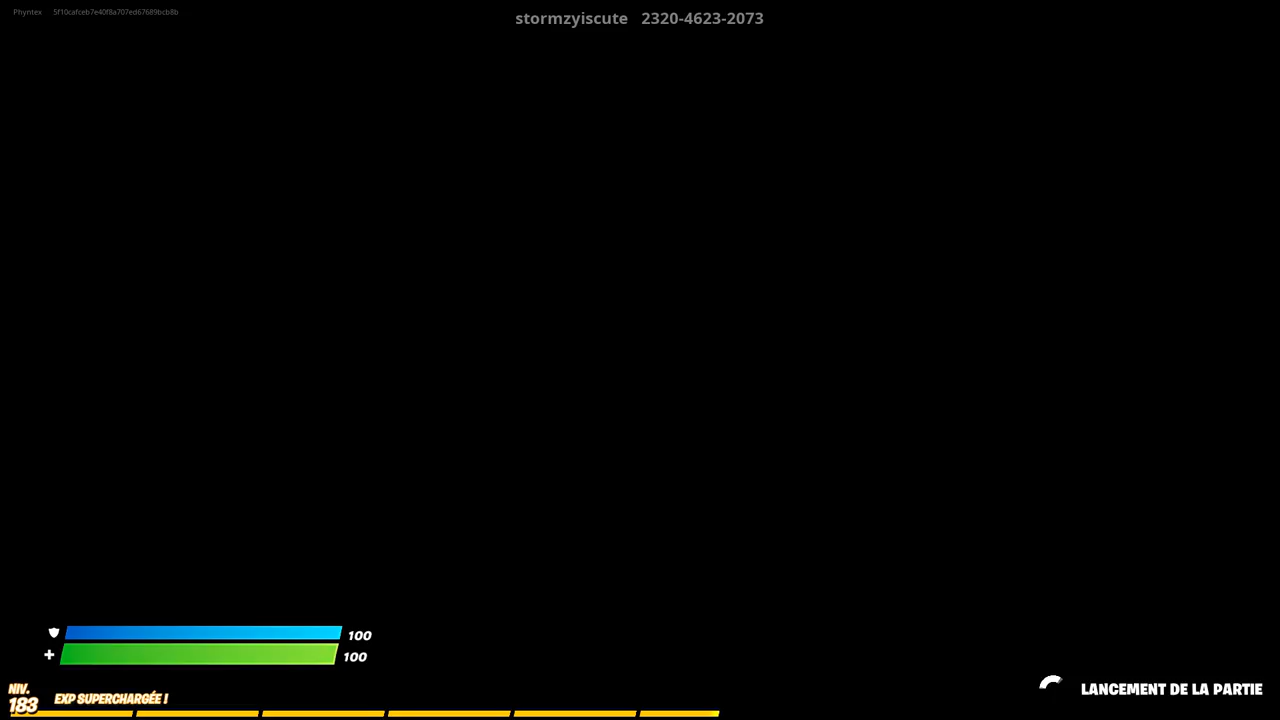 Phyntex 5f10cafceb7e40f8a707ed67689bcb8b
stormzyiscute 2320-4623-2073
100
100
NIV.
183
EXP SUPERCHARGÉE !
LANCEMENT DE LA PARTIE